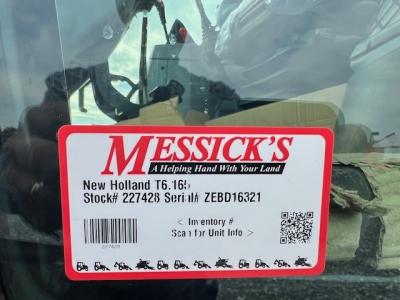 MESSICK'S
A Helping Hand With Your Land
New Holland T6.165
Stock# 227428 Serial# ZEBD16321
< Inventory #
Scan for Unit Info >
227428